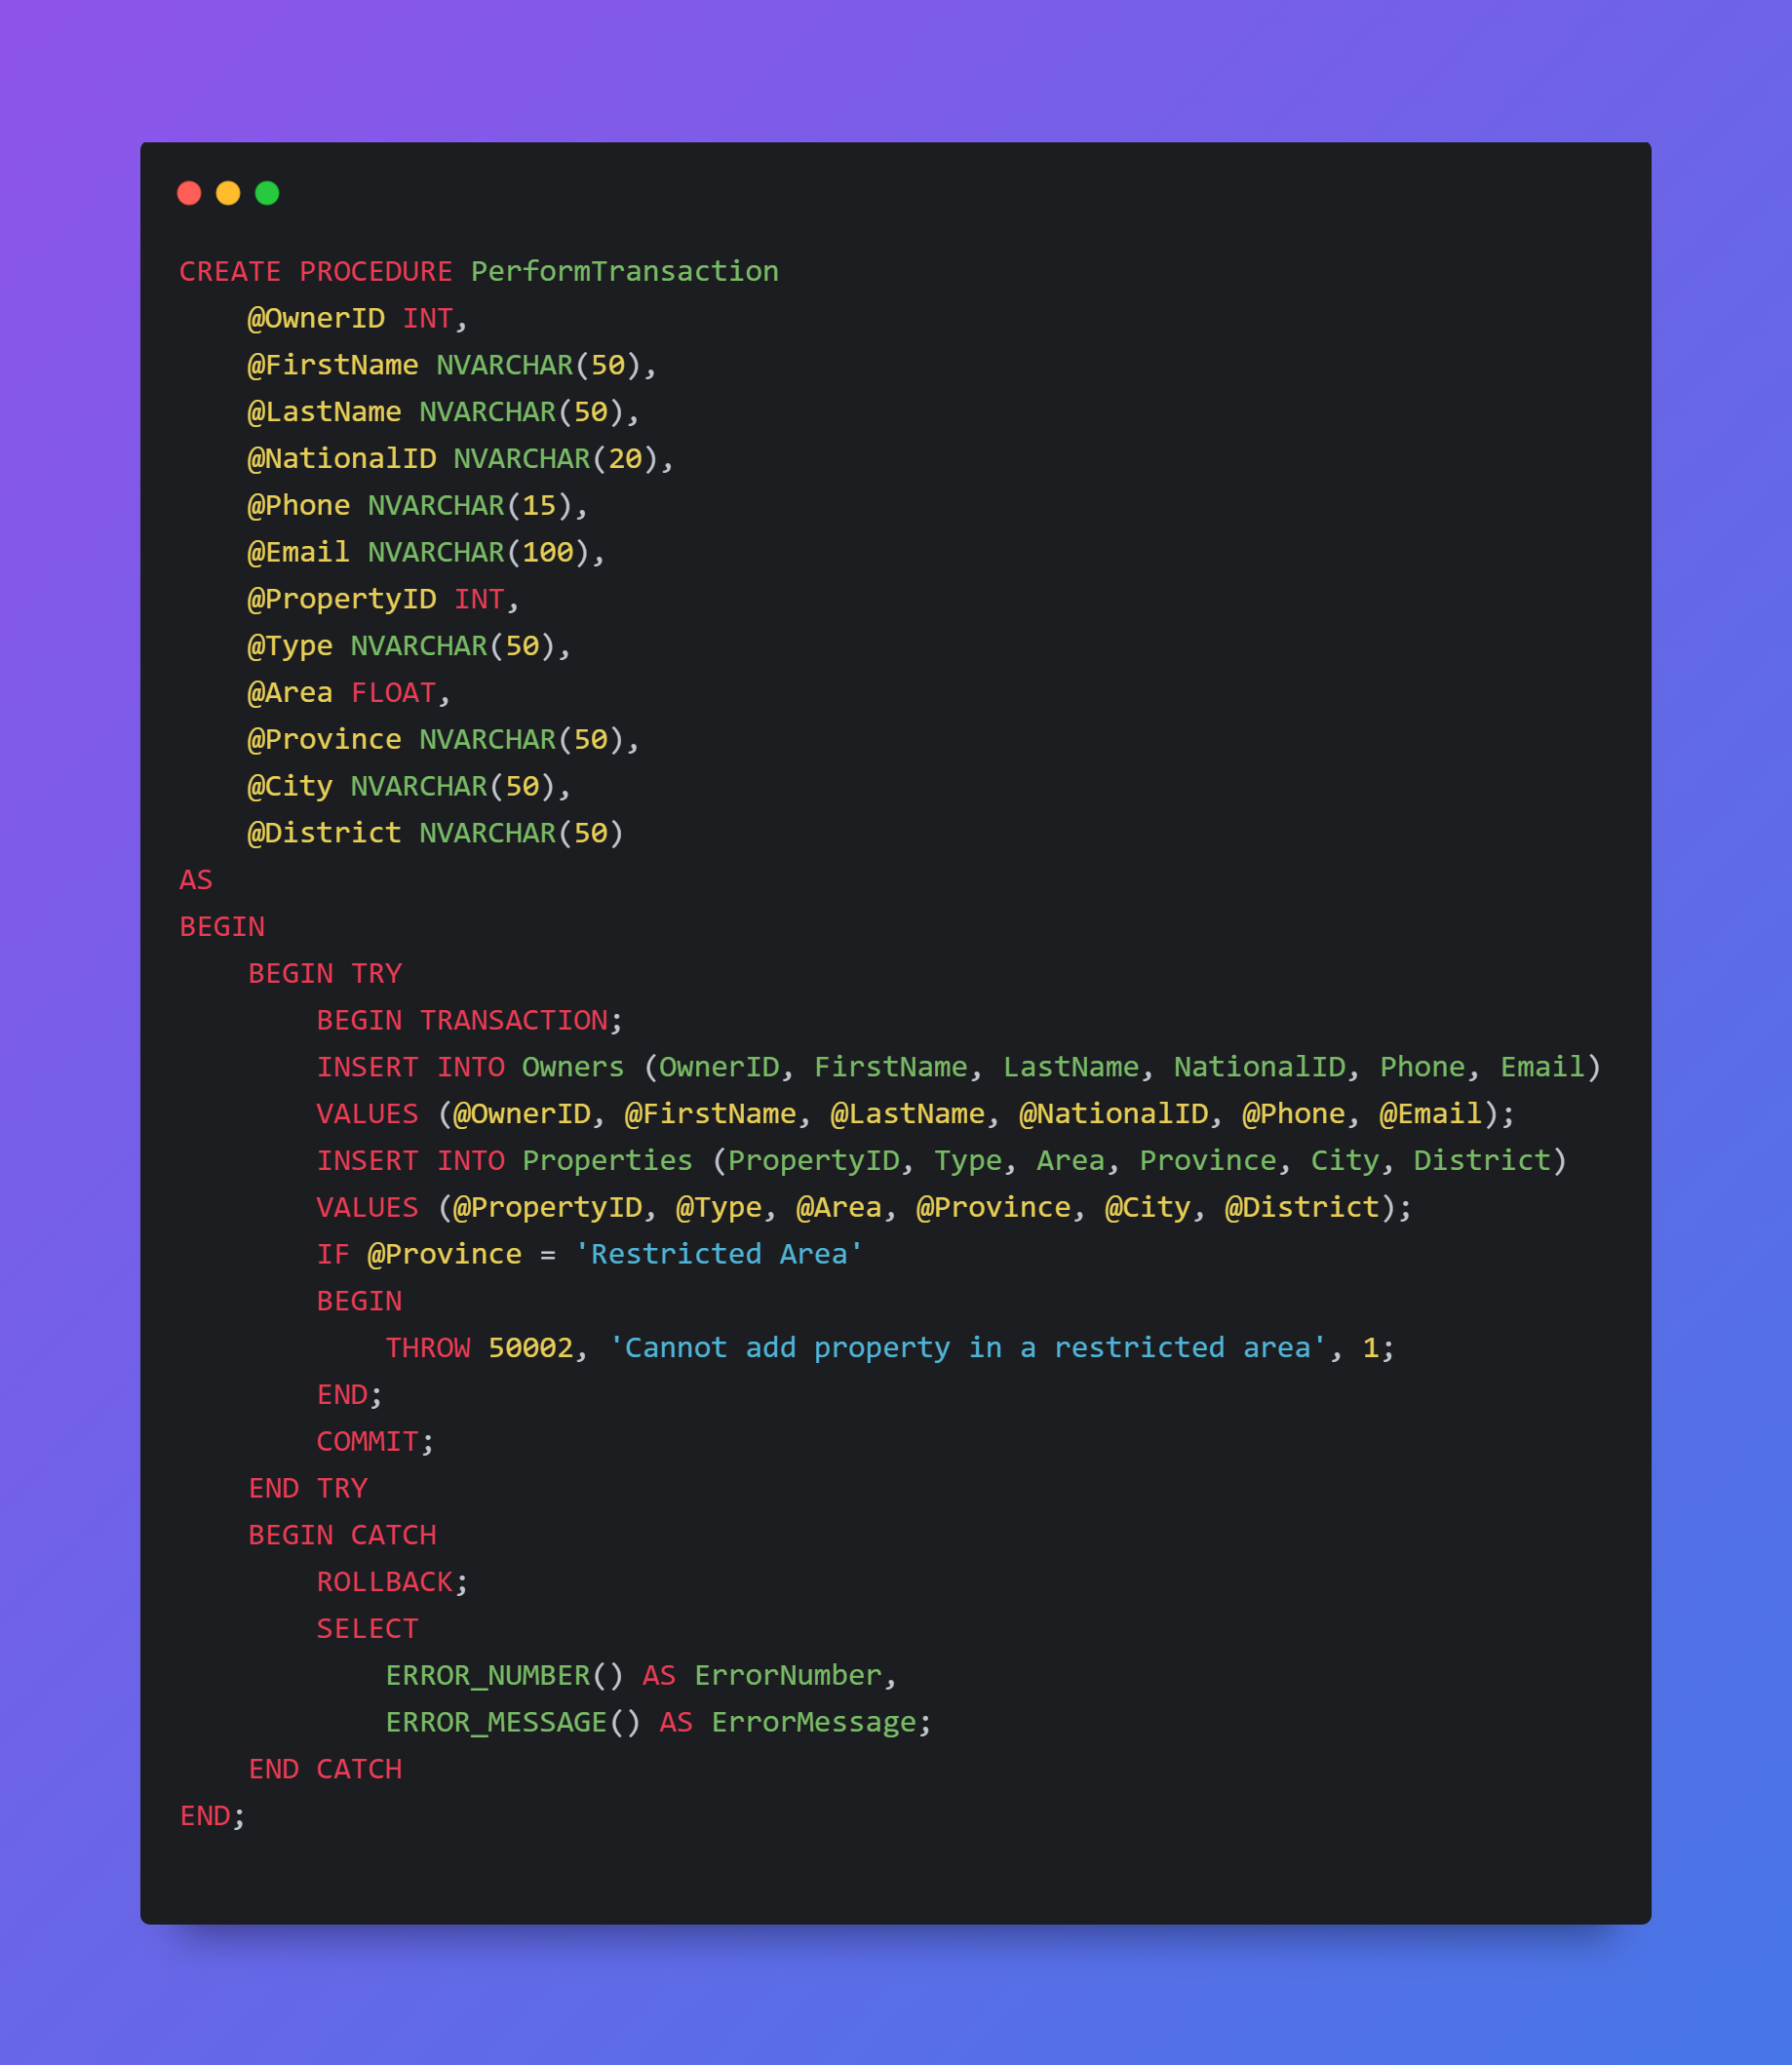 CREATE PROCEDURE PerformTransaction
    @OwnerID INT,
    @FirstName NVARCHAR(50),
    @LastName NVARCHAR(50),
    @NationalID NVARCHAR(20),
    @Phone NVARCHAR(15),
    @Email NVARCHAR(100),
    @PropertyID INT,
    @Type NVARCHAR(50),
    @Area FLOAT,
    @Province NVARCHAR(50),
    @City NVARCHAR(50),
    @District NVARCHAR(50)
AS
BEGIN
    BEGIN TRY
        BEGIN TRANSACTION;
        INSERT INTO Owners (OwnerID, FirstName, LastName, NationalID, Phone, Email)
        VALUES (@OwnerID, @FirstName, @LastName, @NationalID, @Phone, @Email);
        INSERT INTO Properties (PropertyID, Type, Area, Province, City, District)
        VALUES (@PropertyID, @Type, @Area, @Province, @City, @District);
        IF @Province = 'Restricted Area'
        BEGIN
            THROW 50002, 'Cannot add property in a restricted area', 1;
        END;
        COMMIT;
    END TRY
    BEGIN CATCH
        ROLLBACK;
        SELECT
            ERROR_NUMBER() AS ErrorNumber,
            ERROR_MESSAGE() AS ErrorMessage;
    END CATCH
END;